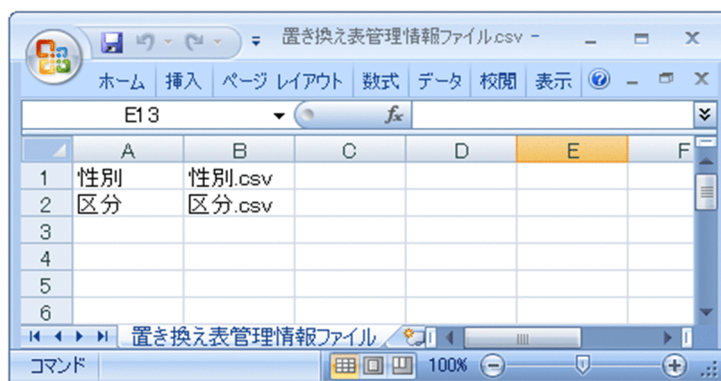 置き換え表管理情報ファイル.csv -
ホーム 挿入 ページ レイアウト 数式 データ 校閲 表示
E13 fx
A B C D E F
1 性別 性別.csv
2 区分 区分.csv
3
4
5
6
置き換え表管理情報ファイル
コマンド 100%